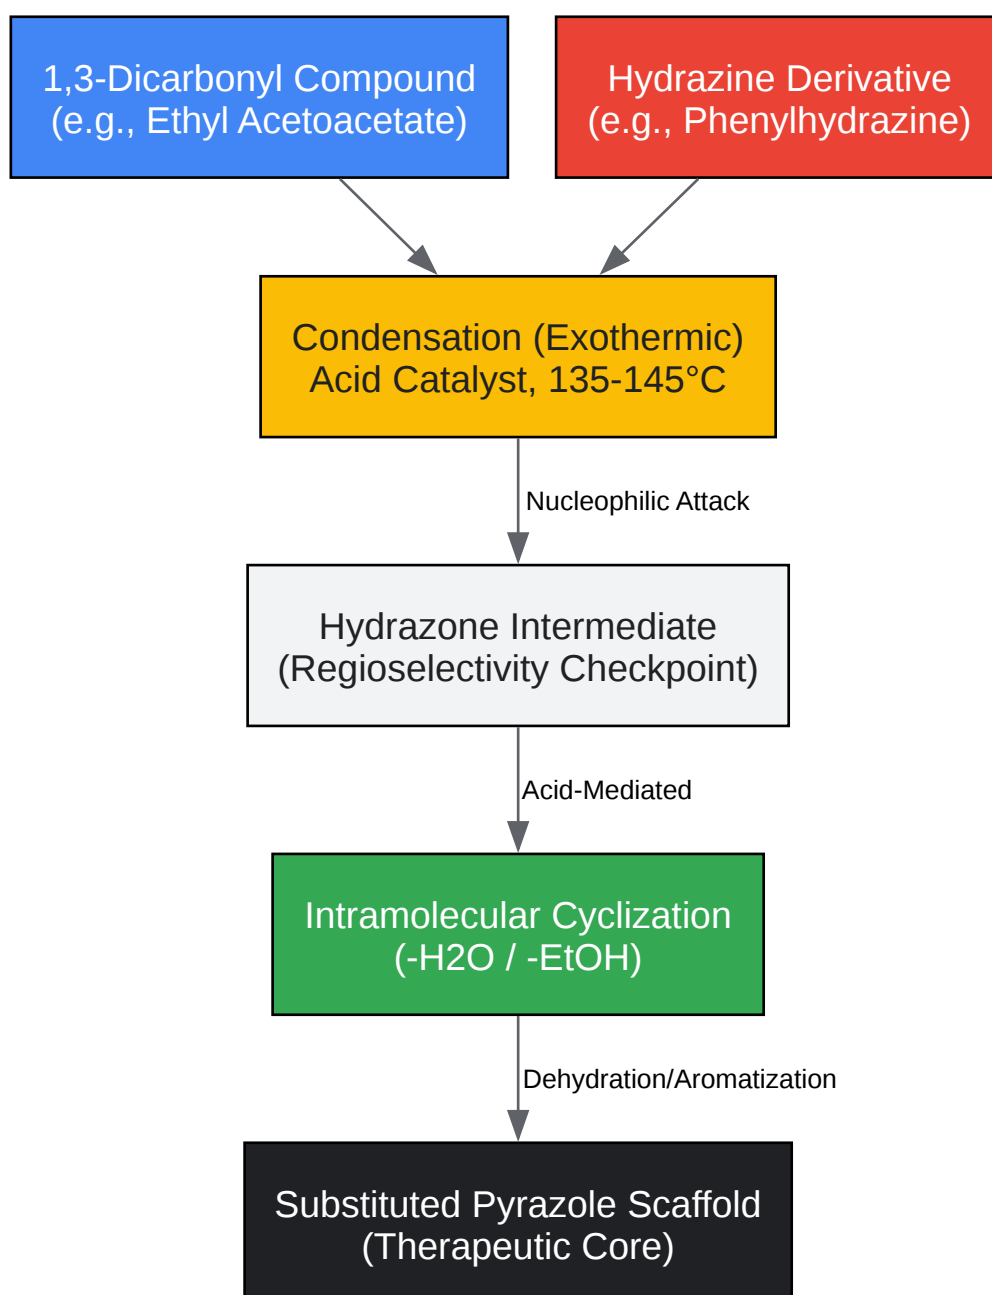 1,3-Dicarbonyl Compound
(e.g., Ethyl Acetoacetate)
Hydrazine Derivative
(e.g., Phenylhydrazine)
Condensation (Exothermic)
Acid Catalyst, 135-145°C
Nucleophilic Attack
Hydrazone Intermediate
(Regioselectivity Checkpoint)
Acid-Mediated
Intramolecular Cyclization
(-H2O / -EtOH)
Dehydration/Aromatization
Substituted Pyrazole Scaffold
(Therapeutic Core)